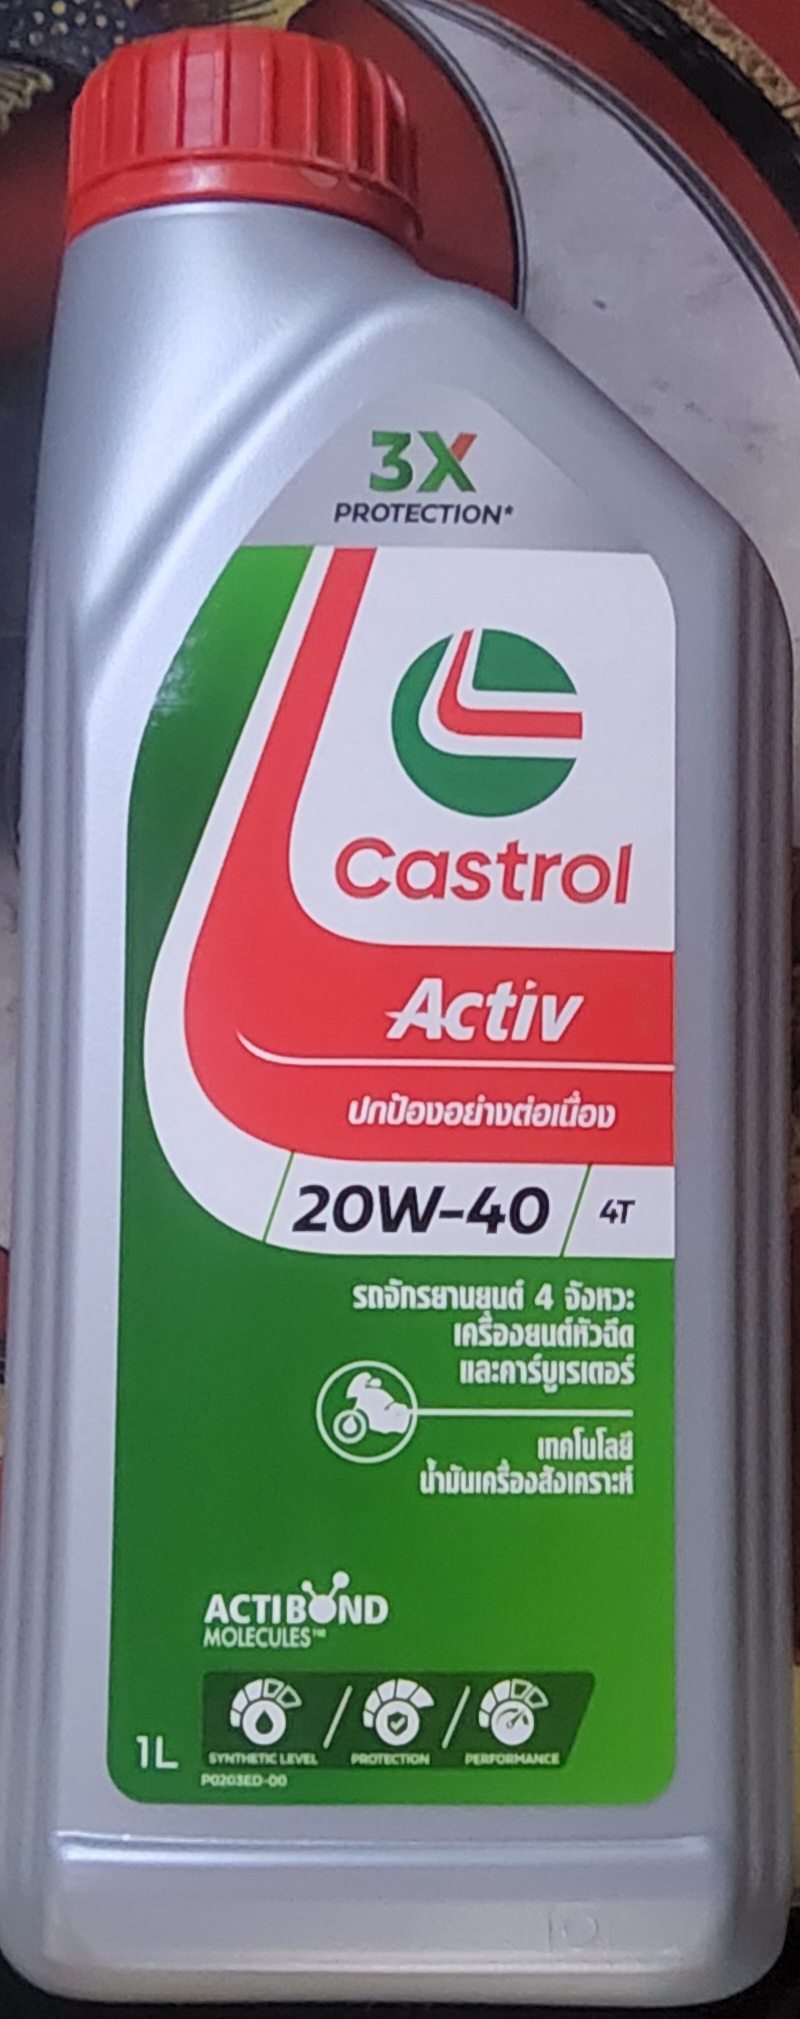 3X
PROTECTION*
Castrol
Activ
ปกป้องอย่างต่อเนื่อง
20W-40 4T
รถจักรยานยนต์ 4 จังหวะ
เครื่องยนต์หัวฉีด
และคาร์บูเรเตอร์
เทคโนโลยี
น้ำมันเครื่องสังเคราะห์
ACTIBOND
MOLECULES™
1L
SYNTHETIC LEVEL PROTECTION PERFORMANCE
P0203ED-00